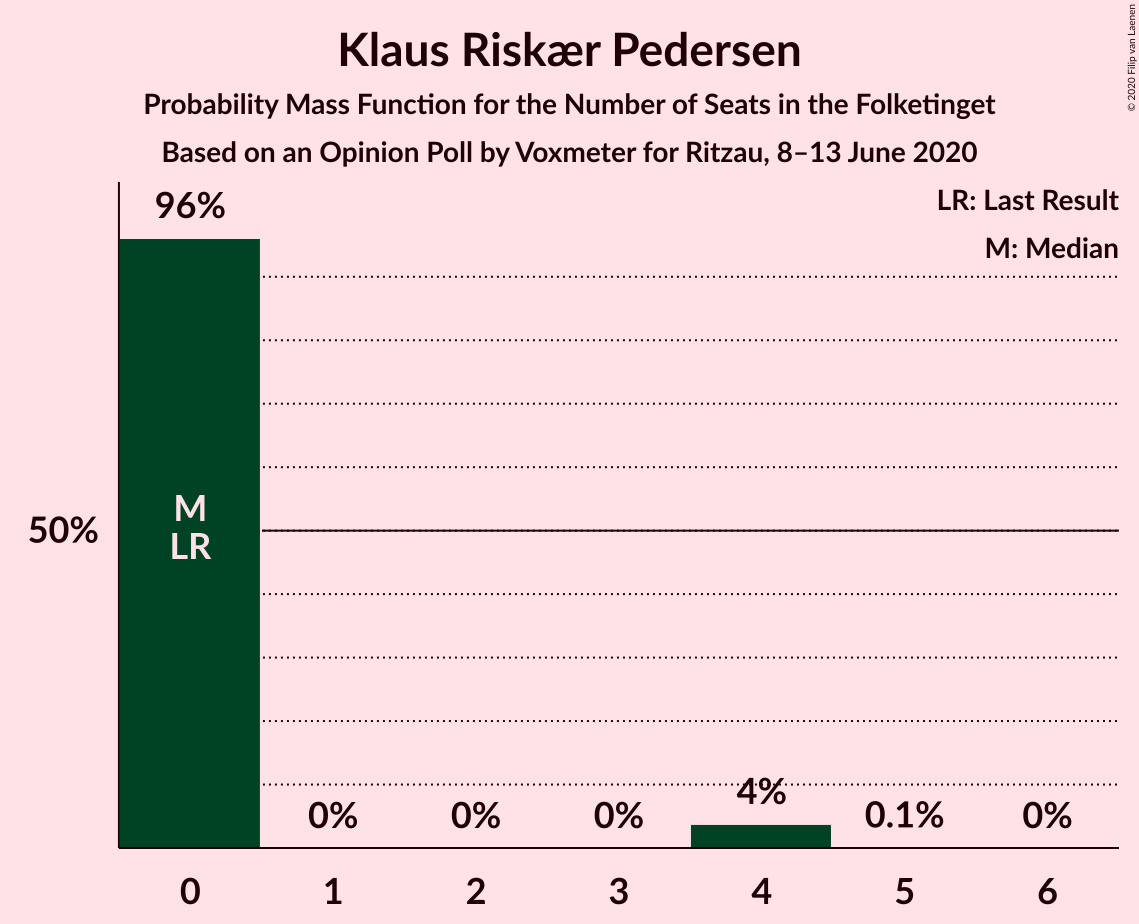 Klaus Riskær Pedersen
Probability Mass Function for the Number of Seats in the Folketinget
Based on an Opinion Poll by Voxmeter for Ritzau, 8–13 June 2020
© 2020 Filip van Laenen
LR: Last Result
M: Median
96%
50%
M
LR
0%
0%
0%
4%
0.1%
0%
0
1
2
3
4
5
6